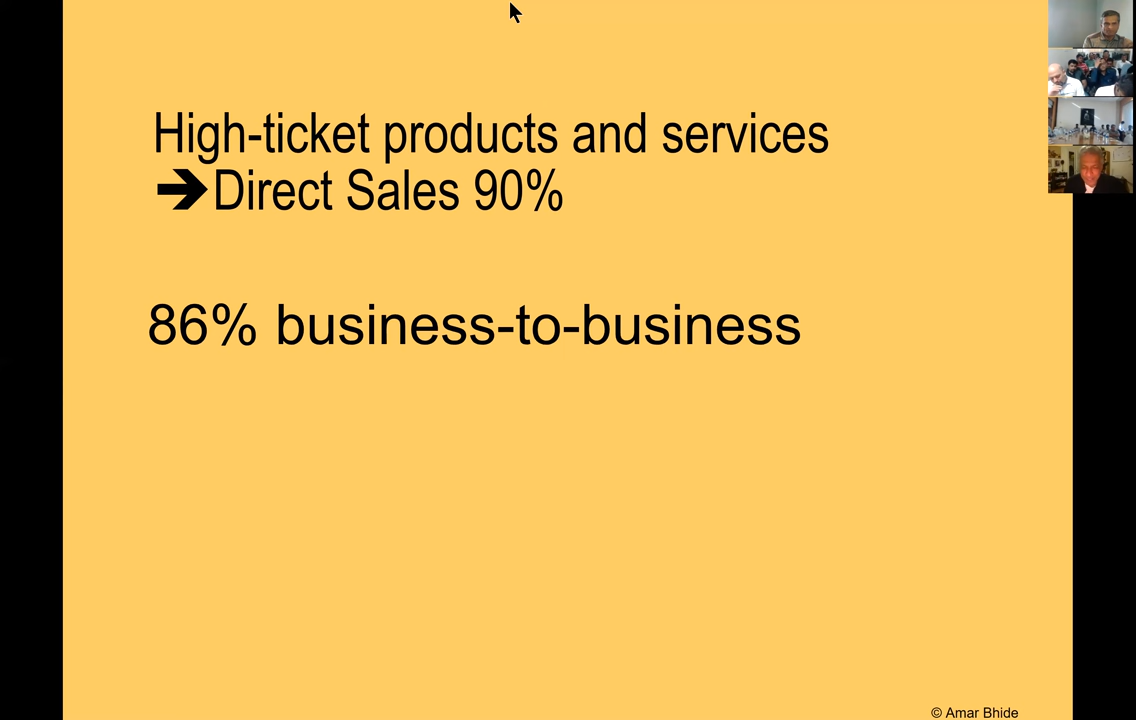 High-ticket products and services
➔Direct Sales 90%
86% business-to-business
© Amar Bhide